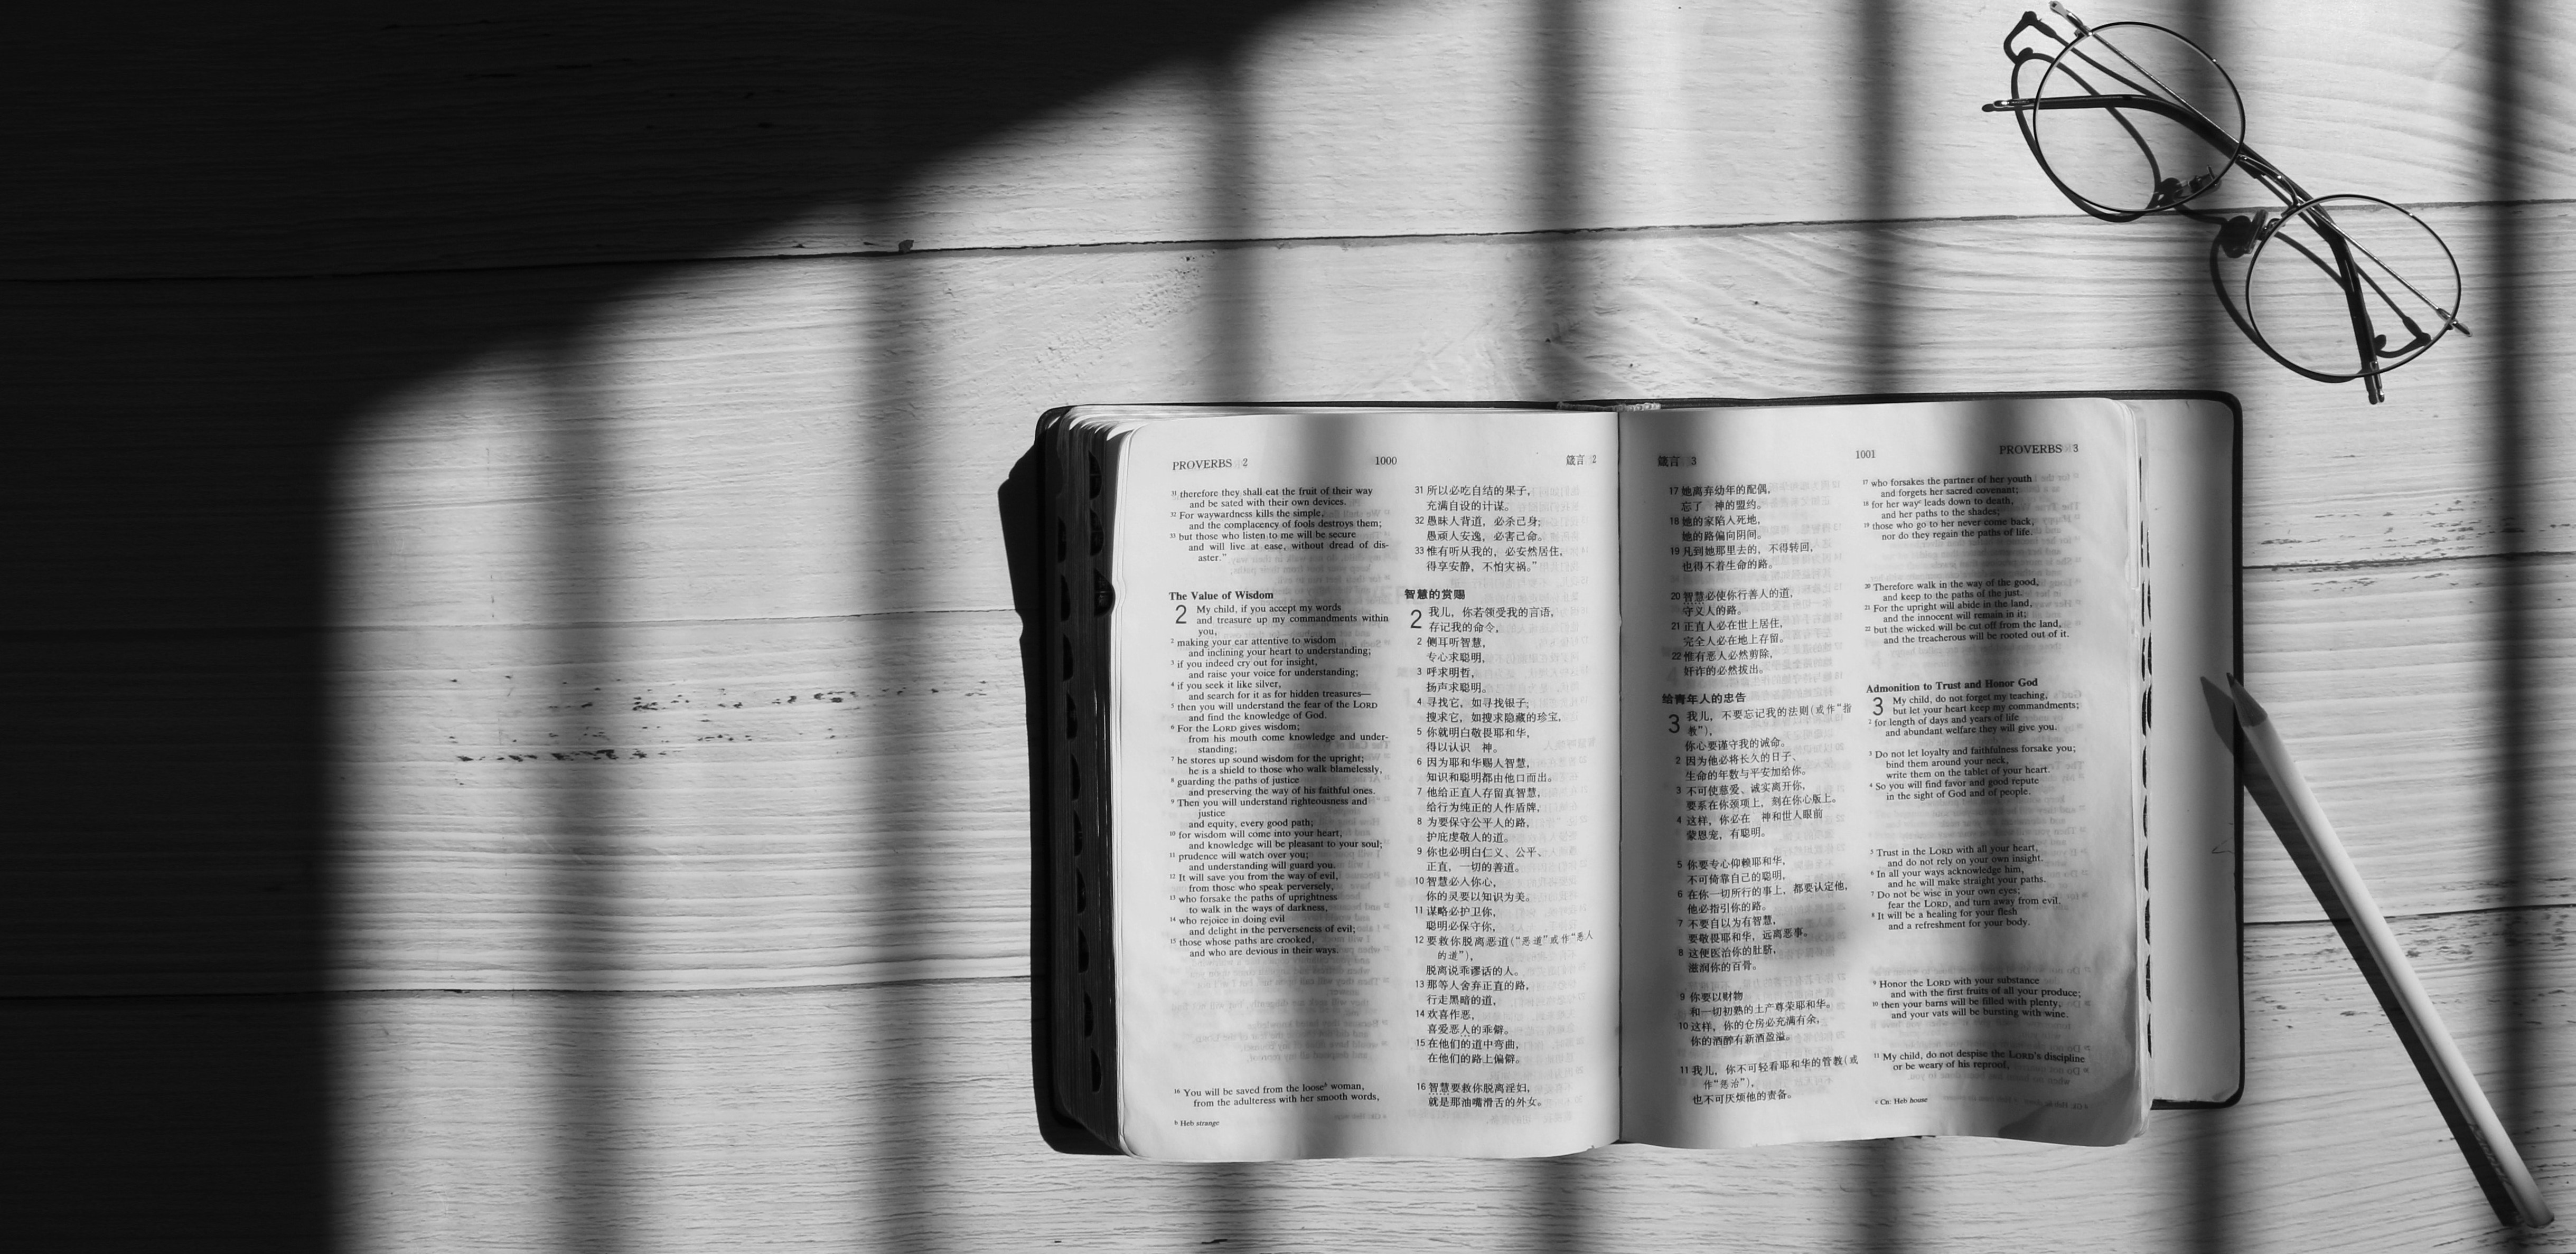 PROVERBS 2
1000
箴言 2
31 therefore they shall eat the fruit of their way
and be sated with their own devices.
32 For waywardness kills the simple,
and the complacency of fools destroys them;
33 but those who listen to me will be secure
and will live at ease, without dread of dis-
aster.”
The Value of Wisdom
2 My child, if you accept my words
and treasure up my commandments within
you,
2 making your ear attentive to wisdom
and inclining your heart to understanding;
3 if you indeed cry out for insight,
and raise your voice for understanding;
4 if you seek it like silver,
and search for it as for hidden treasures—
5 then you will understand the fear of the LORD
and find the knowledge of God.
6 For the LORD gives wisdom;
from his mouth come knowledge and under-
standing;
7 he stores up sound wisdom for the upright;
he is a shield to those who walk blamelessly,
8 guarding the paths of justice
and preserving the way of his faithful ones.
9 Then you will understand righteousness and
justice
and equity, every good path;
10 for wisdom will come into your heart,
and knowledge will be pleasant to your soul;
11 prudence will watch over you;
and understanding will guard you.
12 It will save you from the way of evil,
from those who speak perversely,
13 who forsake the paths of uprightness
to walk in the ways of darkness,
14 who rejoice in doing evil
and delight in the perverseness of evil;
15 those whose paths are crooked,
and who are devious in their ways.
16 You will be saved from the loose b woman,
from the adulteress with her smooth words,
b Heb strange
31 所以必吃自结的果子，
充满自设的计谋。
32 愚昧人背道，必杀己身；
愚顽人安逸，必害己命。
33 惟有听从我的，必安然居住，
得享安静，不怕灾祸。”
智慧的赏赐
2 我儿，你若领受我的言语，
存记我的命令，
2 侧耳听智慧，
专心求聪明，
3 呼求明哲，
扬声求聪明。
4 寻找它，如寻找银子；
搜求它，如搜求隐藏的珍宝，
5 你就明白敬畏耶和华，
得以认识　神。
6 因为耶和华赐人智慧，
知识和聪明都由他口而出。
7 他给正直人存留真智慧，
给行为纯正的人作盾牌，
8 为要保守公平人的路，
护庇虔敬人的道。
9 你也必明白仁义、公平、
正直，一切的善道。
10 智慧必入你心，
你的灵要以知识为美。
11 谋略必护卫你，
聪明必保守你，
12 要救你脱离恶道（“恶道”或作“恶人
的道”），
脱离说乖谬话的人。
13 那等人舍弃正直的路，
行走黑暗的道，
14 欢喜作恶，
喜爱恶人的乖僻。
15 在他们的道中弯曲，
在他们的路上偏僻。
16 智慧要救你脱离淫妇，
就是那油嘴滑舌的外女。
箴言 3
1001
PROVERBS 3
17 她离弃幼年的配偶，
忘了　神的盟约。
18 她的家陷入死地，
她的路偏向阴间。
19 凡到她那里去的，不得转回，
也得不着生命的路。
20 智慧必使你行善人的道，
守义人的路。
21 正直人必在世上居住，
完全人必在地上存留。
22 惟有恶人必然剪除，
奸诈的必然拔出。
给青年人的忠告
3 我儿，不要忘记我的法则（或作“指
教”），
你心要谨守我的诫命。
2 因为他必将长久的日子、
生命的年数与平安加给你。
3 不可使慈爱、诚实离开你，
要系在你颈项上，刻在你心版上。
4 这样，你必在　神和世人眼前
蒙恩宠，有聪明。
5 你要专心仰赖耶和华，
不可倚靠自己的聪明，
6 在你一切所行的事上，都要认定他，
他必指引你的路。
7 不要自以为有智慧，
要敬畏耶和华，远离恶事。
8 这便医治你的肚脐，
滋润你的百骨。
9 你要以财物
和一切初熟的土产尊荣耶和华。
10 这样，你的仓房必充满有余，
你的酒醡有新酒盈溢。
11 我儿，你不可轻看耶和华的管教（或
作“惩治”），
也不可厌烦他的责备。
17 who forsakes the partner of her youth
and forgets her sacred covenant;
18 for her way c leads down to death,
and her paths to the shades;
19 those who go to her never come back,
nor do they regain the paths of life.
20 Therefore walk in the way of the good,
and keep to the paths of the just.
21 For the upright will abide in the land,
and the innocent will remain in it;
22 but the wicked will be cut off from the land,
and the treacherous will be rooted out of it.
Admonition to Trust and Honor God
3 My child, do not forget my teaching,
but let your heart keep my commandments;
2 for length of days and years of life
and abundant welfare they will give you.
3 Do not let loyalty and faithfulness forsake you;
bind them around your neck,
write them on the tablet of your heart.
4 So you will find favor and good repute
in the sight of God and of people.
5 Trust in the LORD with all your heart,
and do not rely on your own insight.
6 In all your ways acknowledge him,
and he will make straight your paths.
7 Do not be wise in your own eyes;
fear the LORD, and turn away from evil.
8 It will be a healing for your flesh
and a refreshment for your body.
9 Honor the LORD with your substance
and with the first fruits of all your produce;
10 then your barns will be filled with plenty,
and your vats will be bursting with wine.
11 My child, do not despise the LORD's discipline
or be weary of his reproof,
c Cn: Heb house